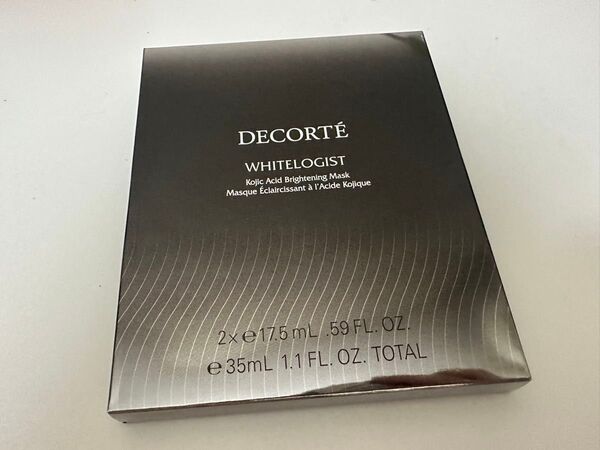 DECORTÉ
WHITELOGIST
Kojic Acid Brightening Mask
Masque Éclaircissant à l'Acide Kojique
2x℮17.5 mL .59 FL. OZ.
℮35mL 1.1 FL. OZ. TOTAL